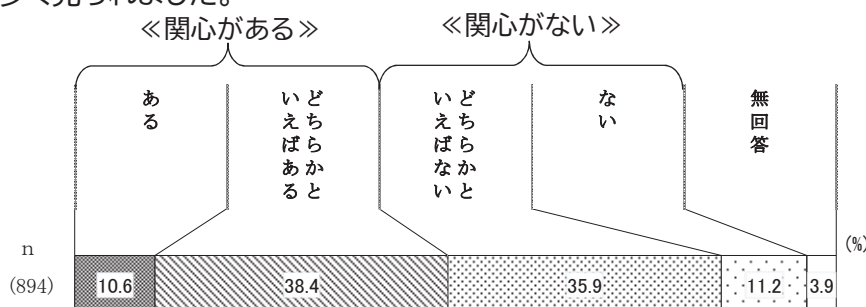 ≪関心がある≫
≪関心がない≫
ある
どちらかと
いえばある
どちらかと
いえばない
ない
無回答
(%)
n
(894)
10.6
38.4
35.9
11.2
3.9